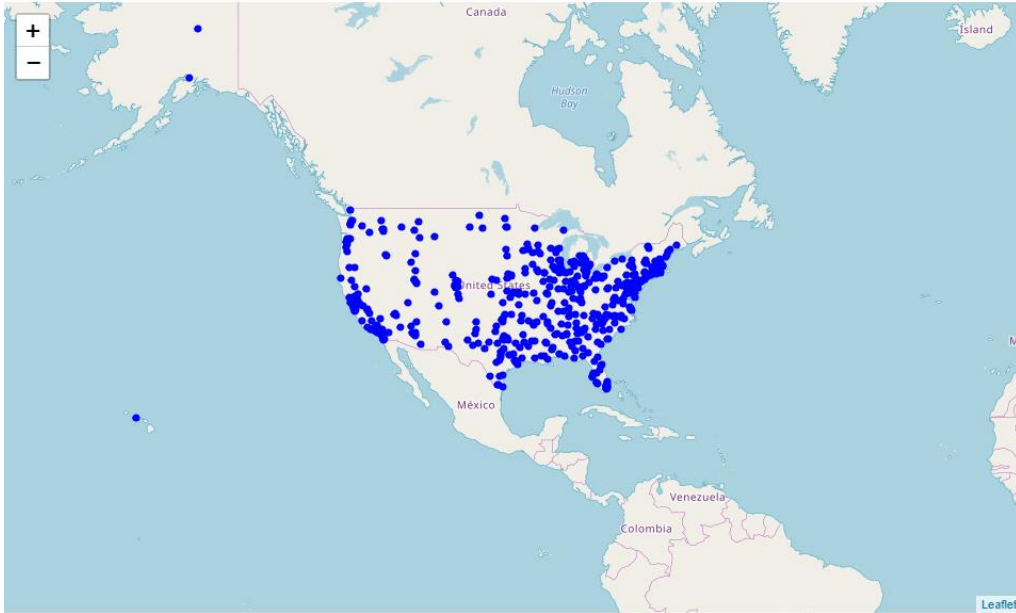 +
−
Canada
Ísland
Hudson
Bay
United States
México
M
Venezuela
Colombia
Leaflet